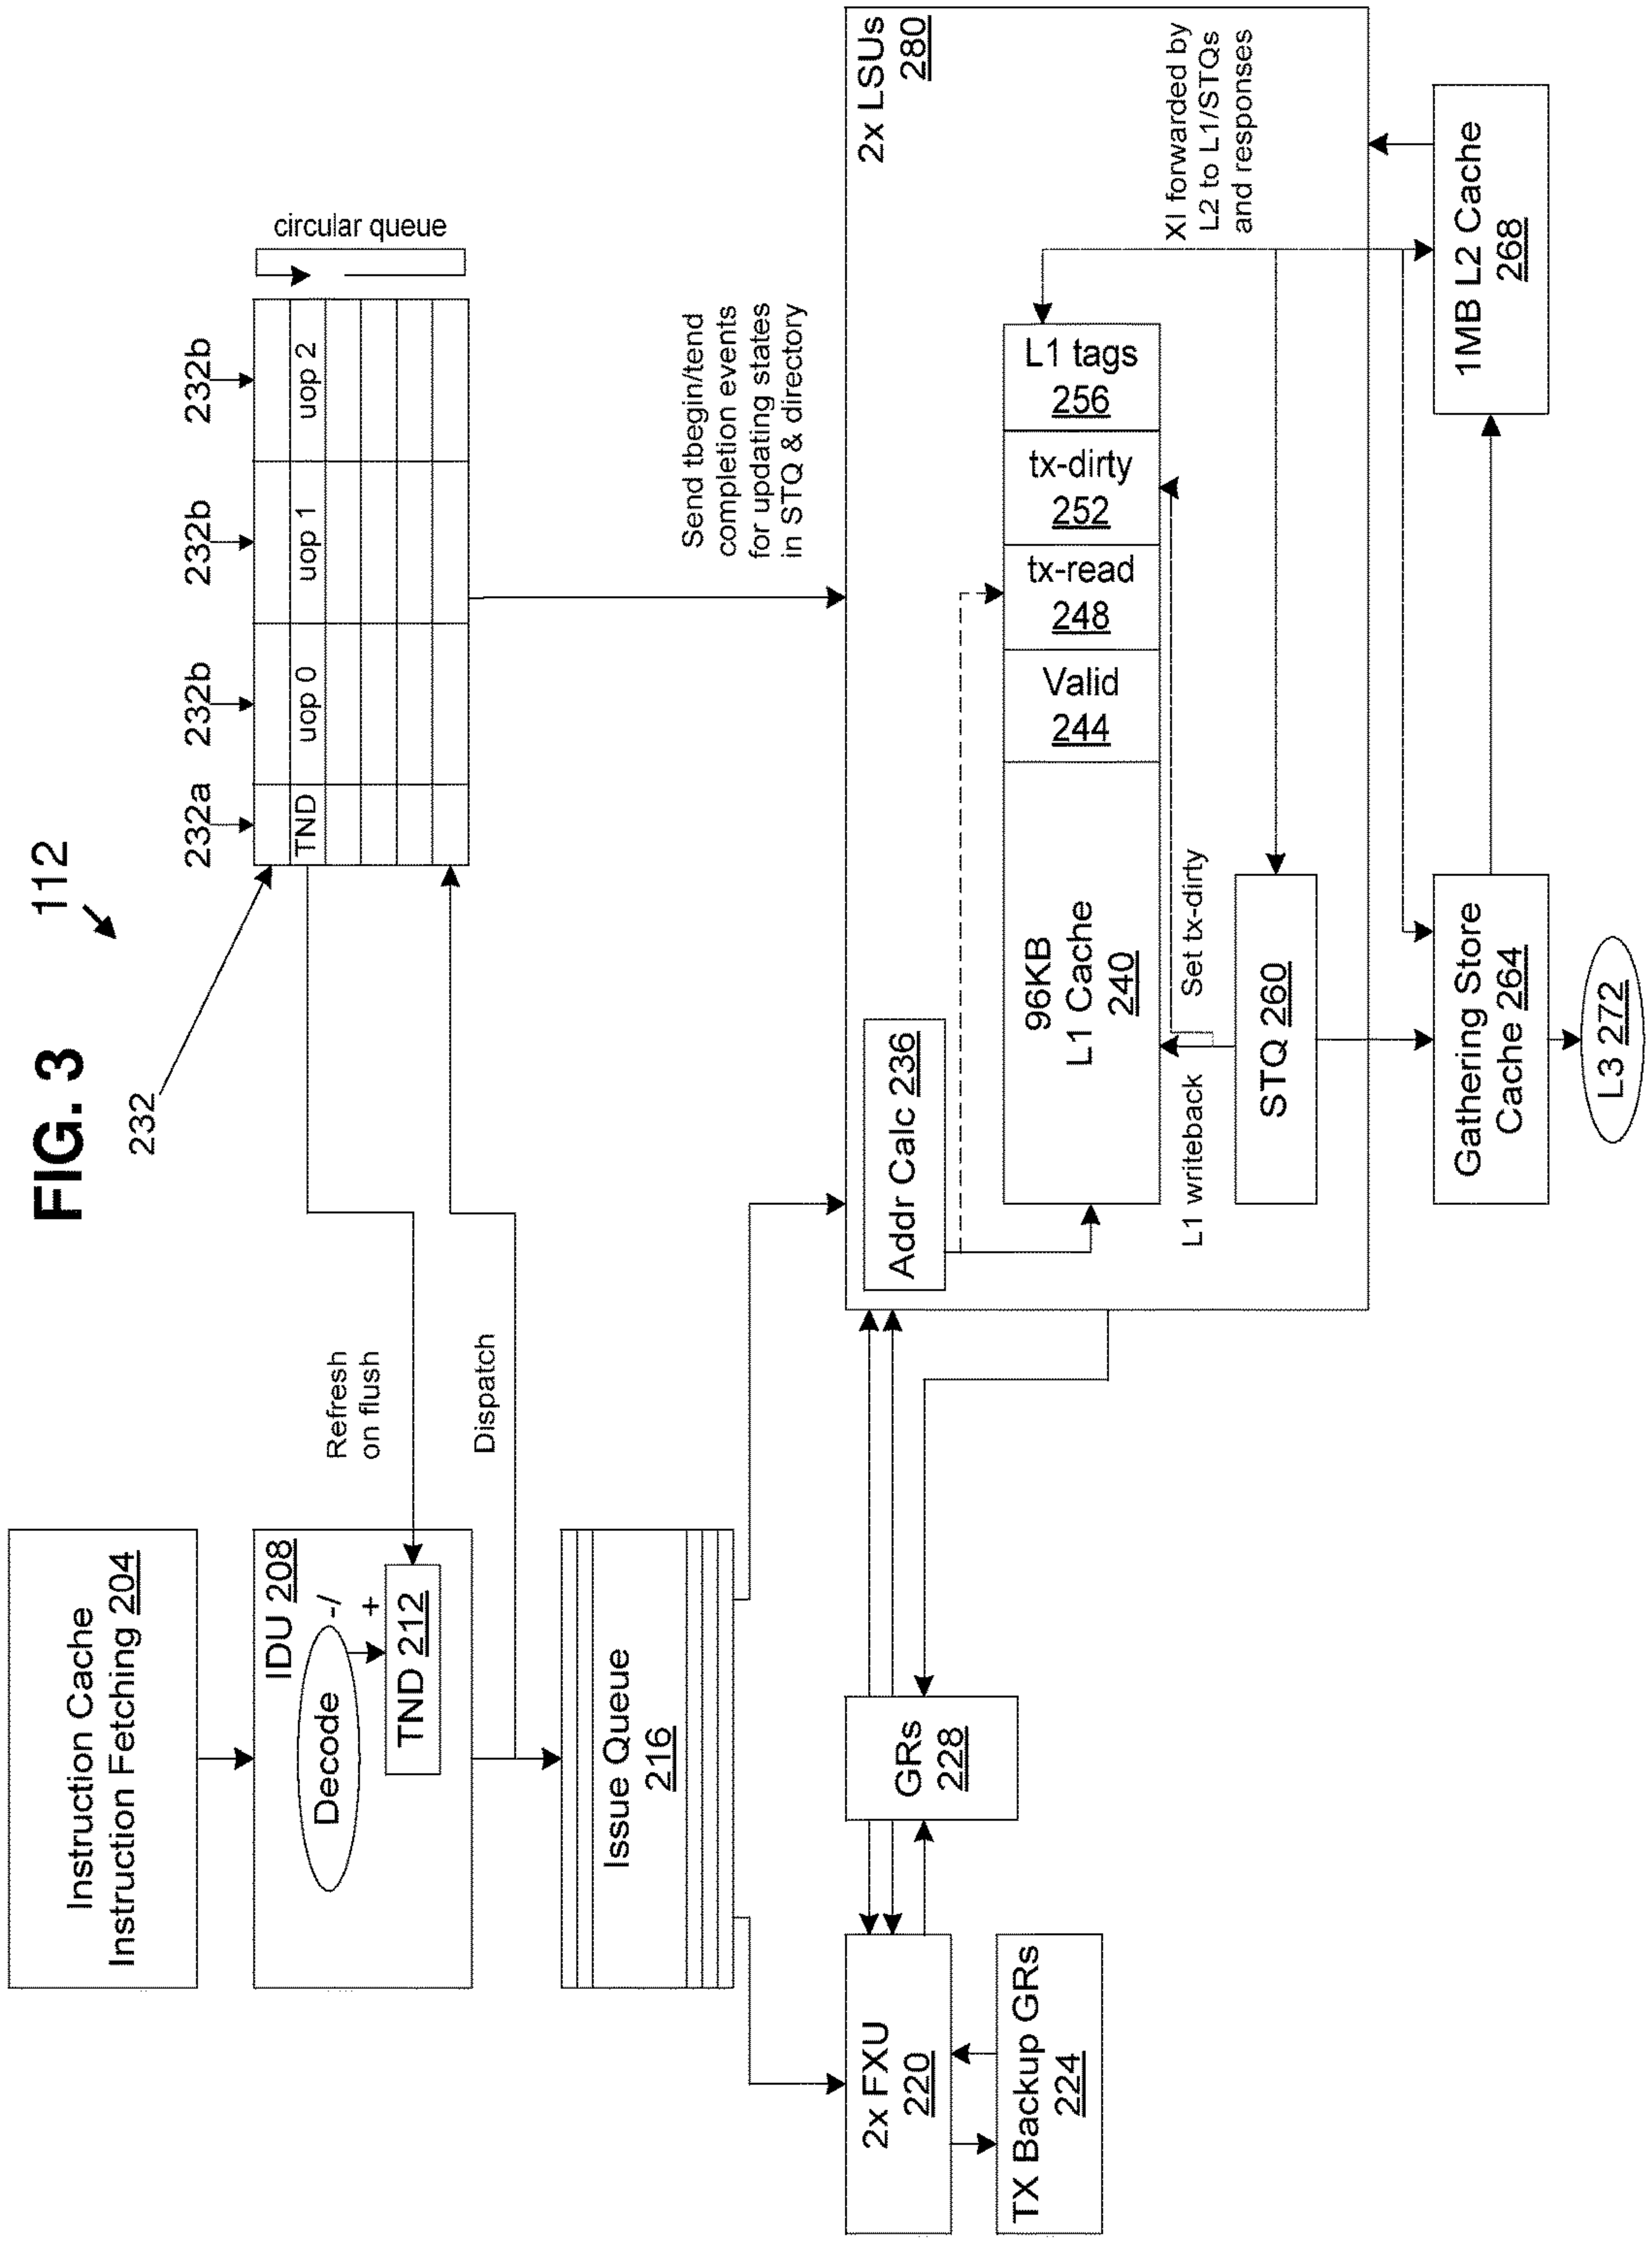 FIG. 3
112
232
232a
232b
232b
232b
TND
uop 0
uop 1
uop 2
circular queue
Instruction Cache
Instruction Fetching 204
IDU 208
Decode
-/
+
TND 212
Refresh
on flush
Dispatch
Issue Queue
216
Send tbegin/tend
completion events
for updating states
in STQ & directory
2x FXU
220
TX Backup GRs
224
GRs
228
2x LSUs
280
Addr Calc 236
96KB
L1 Cache
240
Valid
244
tx-read
248
tx-dirty
252
L1 tags
256
XI forwarded by
L2 to L1/STQs
and responses
L1 writeback
Set tx-dirty
STQ 260
Gathering Store
Cache 264
1MB L2 Cache
268
L3 272